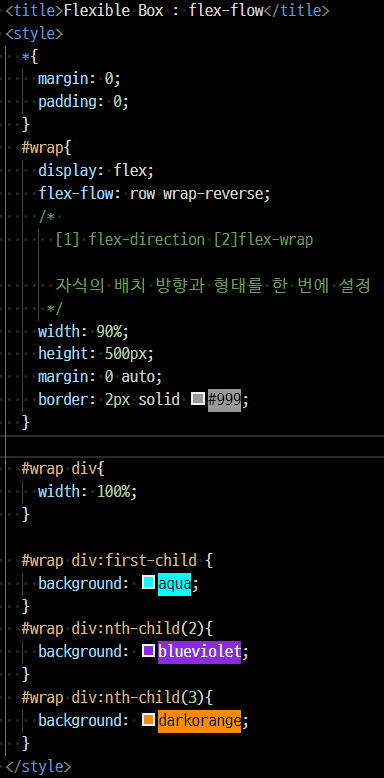 <title>Flexible Box : flex-flow</title>
<style>
*{
margin: 0;
padding: 0;
}
#wrap{
display: flex;
flex-flow: row wrap-reverse;
/*
[1] flex-direction [2]flex-wrap
자식의 배치 방향과 형태를 한 번에 설정
*/
width: 90%;
height: 500px;
margin: 0 auto;
border: 2px solid #999;
}
#wrap div{
width: 100%;
}
#wrap div:first-child {
background: aqua;
}
#wrap div:nth-child(2){
background: blueviolet;
}
#wrap div:nth-child(3){
background: darkorange;
}
</style>